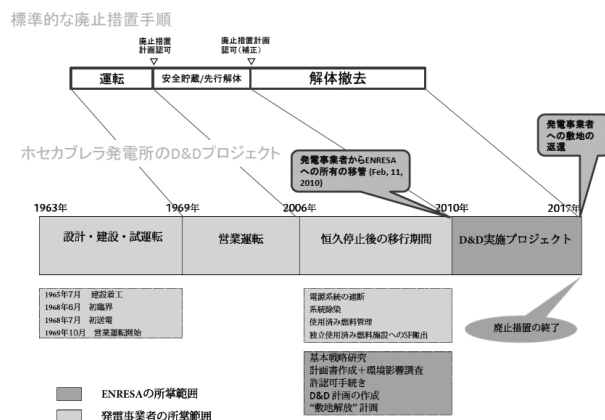 標準的な廃止措置手順
廃止措置
計画認可
廃止措置計画
認可(補正)
運転
安全貯蔵/先行解体
解体撤去
ホセカブレラ発電所のD&Dプロジェクト
発電事業者からENRESA
への所有の移管 (Feb, 11,
2010)
発電事業者
への敷地の
返還
1963年
1969年
2006年
2010年
2017年
設計・建設・試運転
営業運転
恒久停止後の移行期間
D&D実施プロジェクト
1965年7月 建設着工
1968年6月 初臨界
1968年7月 初送電
1969年10月 営業運転開始
電源系統の遮断
系統除染
使用済み燃料管理
独立使用済み燃料施設へのSF搬出
廃止措置の終了
基本戦略研究
計画書作成+環境影響調査
許認可手続き
D&D 計画の作成
“敷地解放” 計画
ENRESAの所掌範囲
発電事業者の所掌範囲